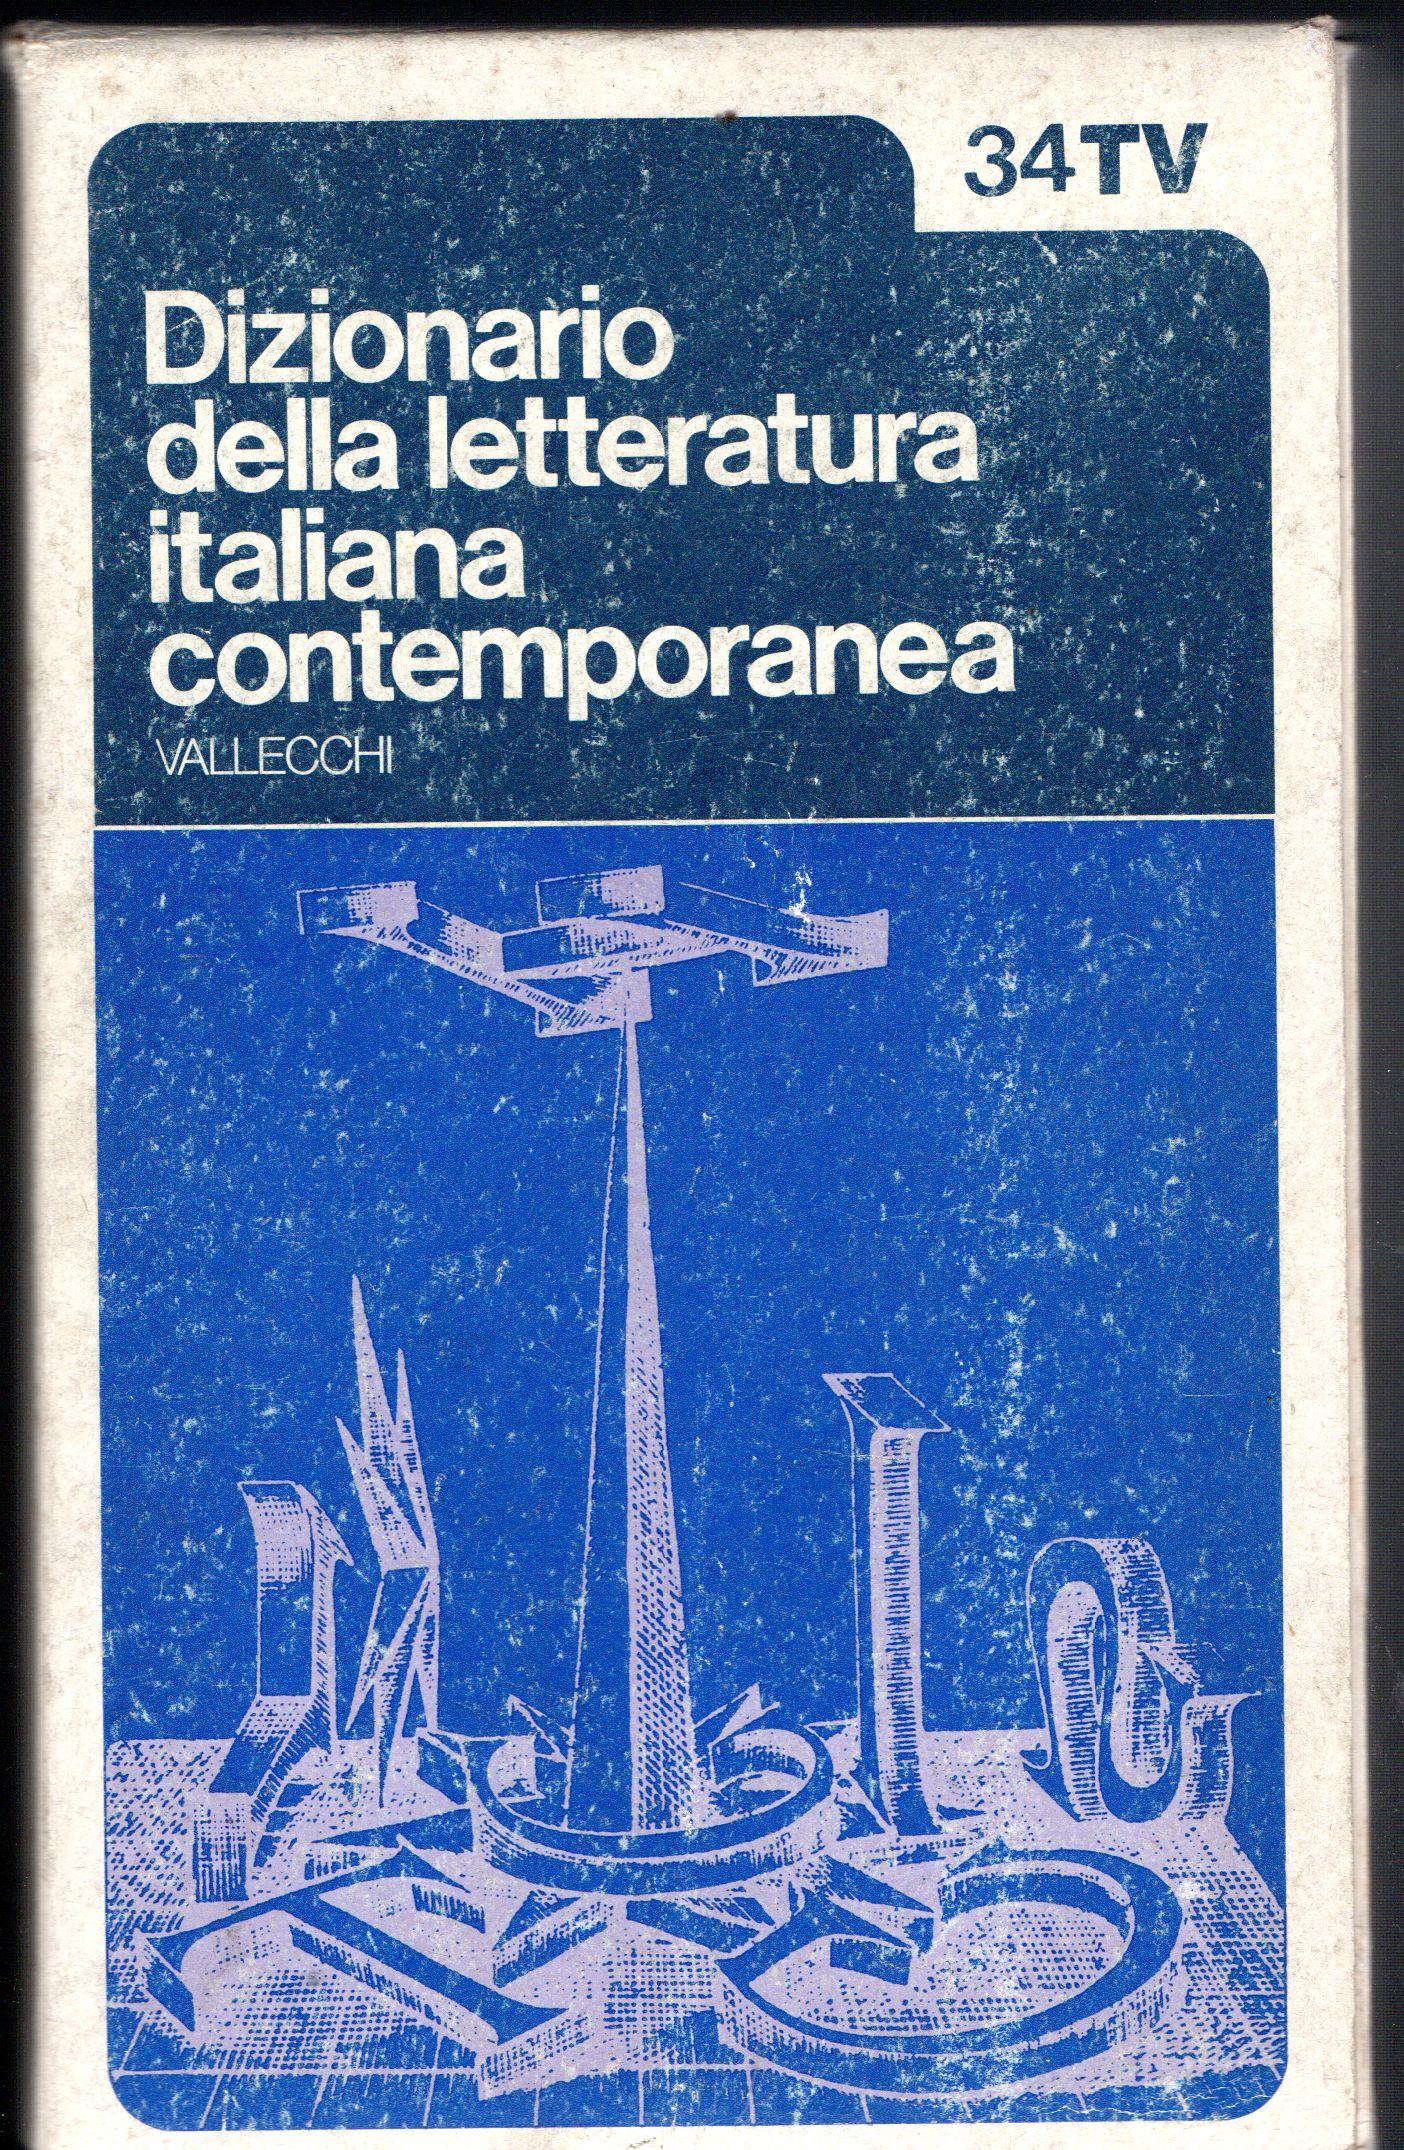 34TV
Dizionario
della letteratura
italiana
contemporanea
VALLECCHI